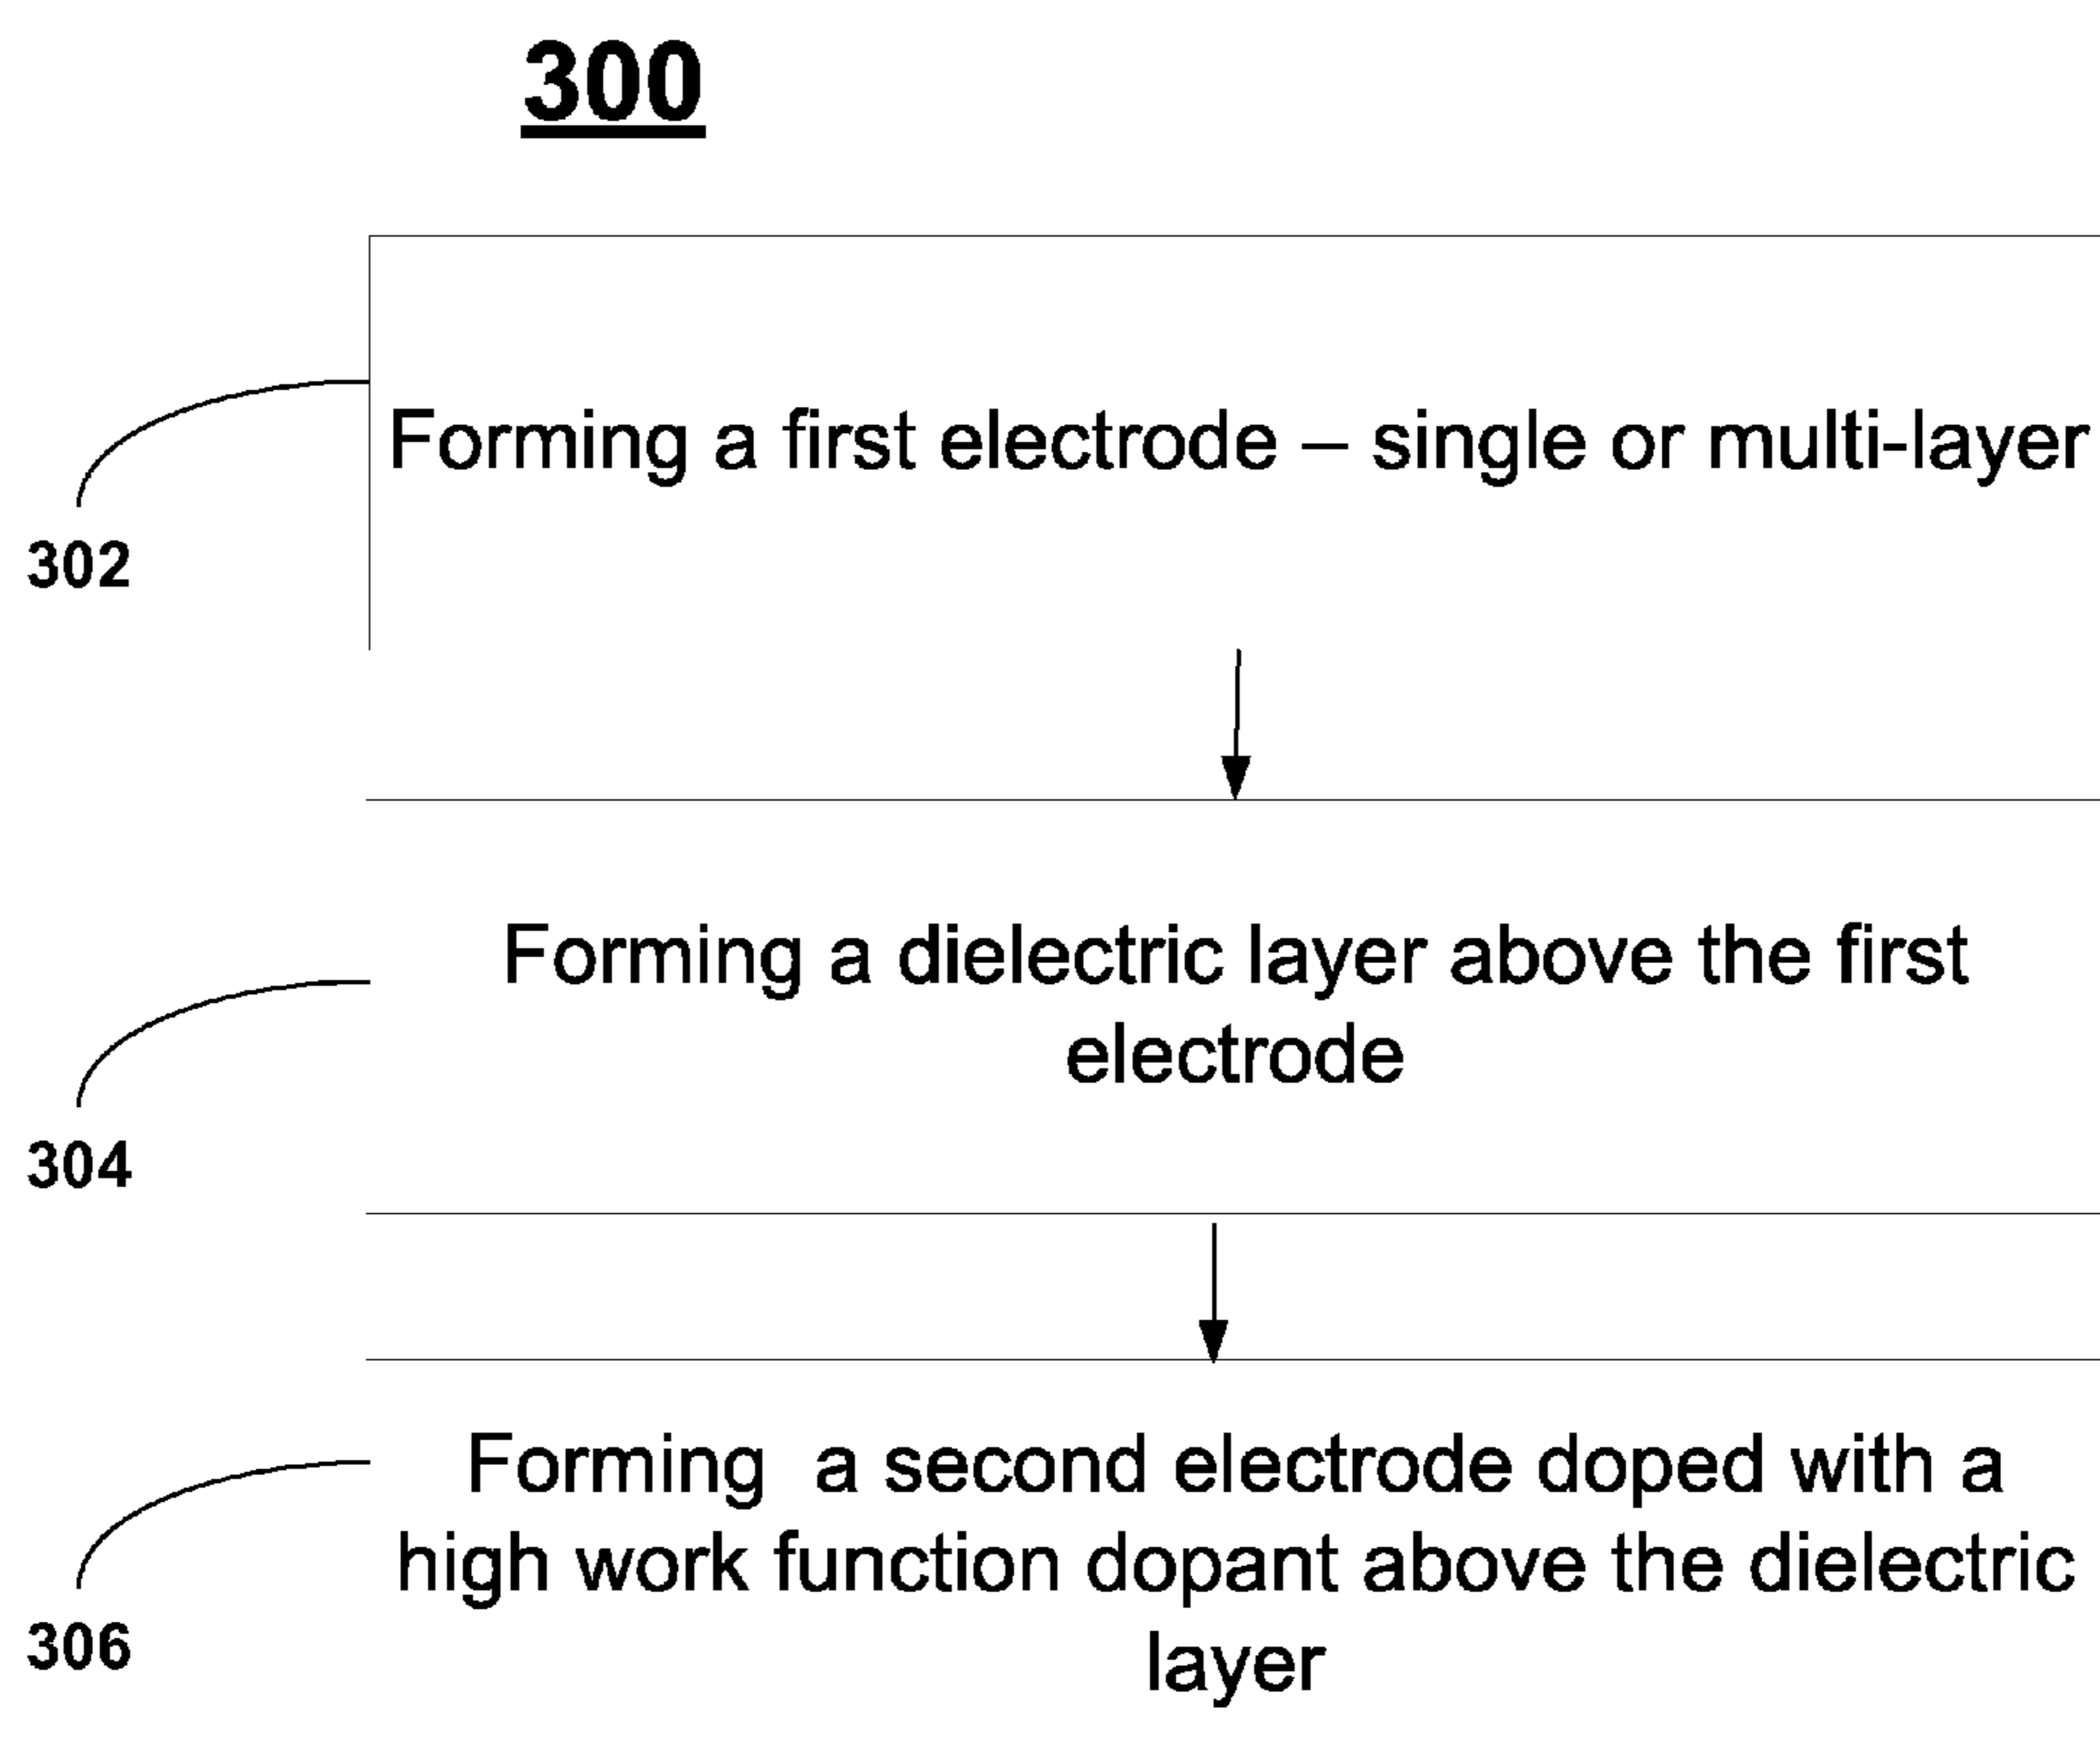 300
Forming a first electrode – single or multi-layer
302
Forming a dielectric layer above the first
electrode
304
Forming  a second electrode doped with a
high work function dopant above the dielectric
layer
306